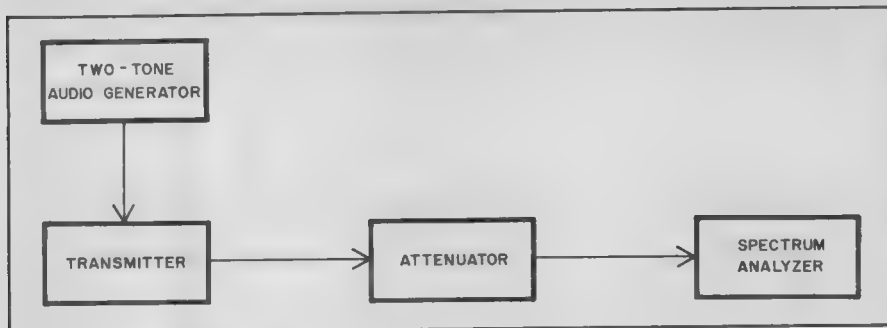 TWO-TONE
AUDIO GENERATOR
TRANSMITTER
ATTENUATOR
SPECTRUM
ANALYZER